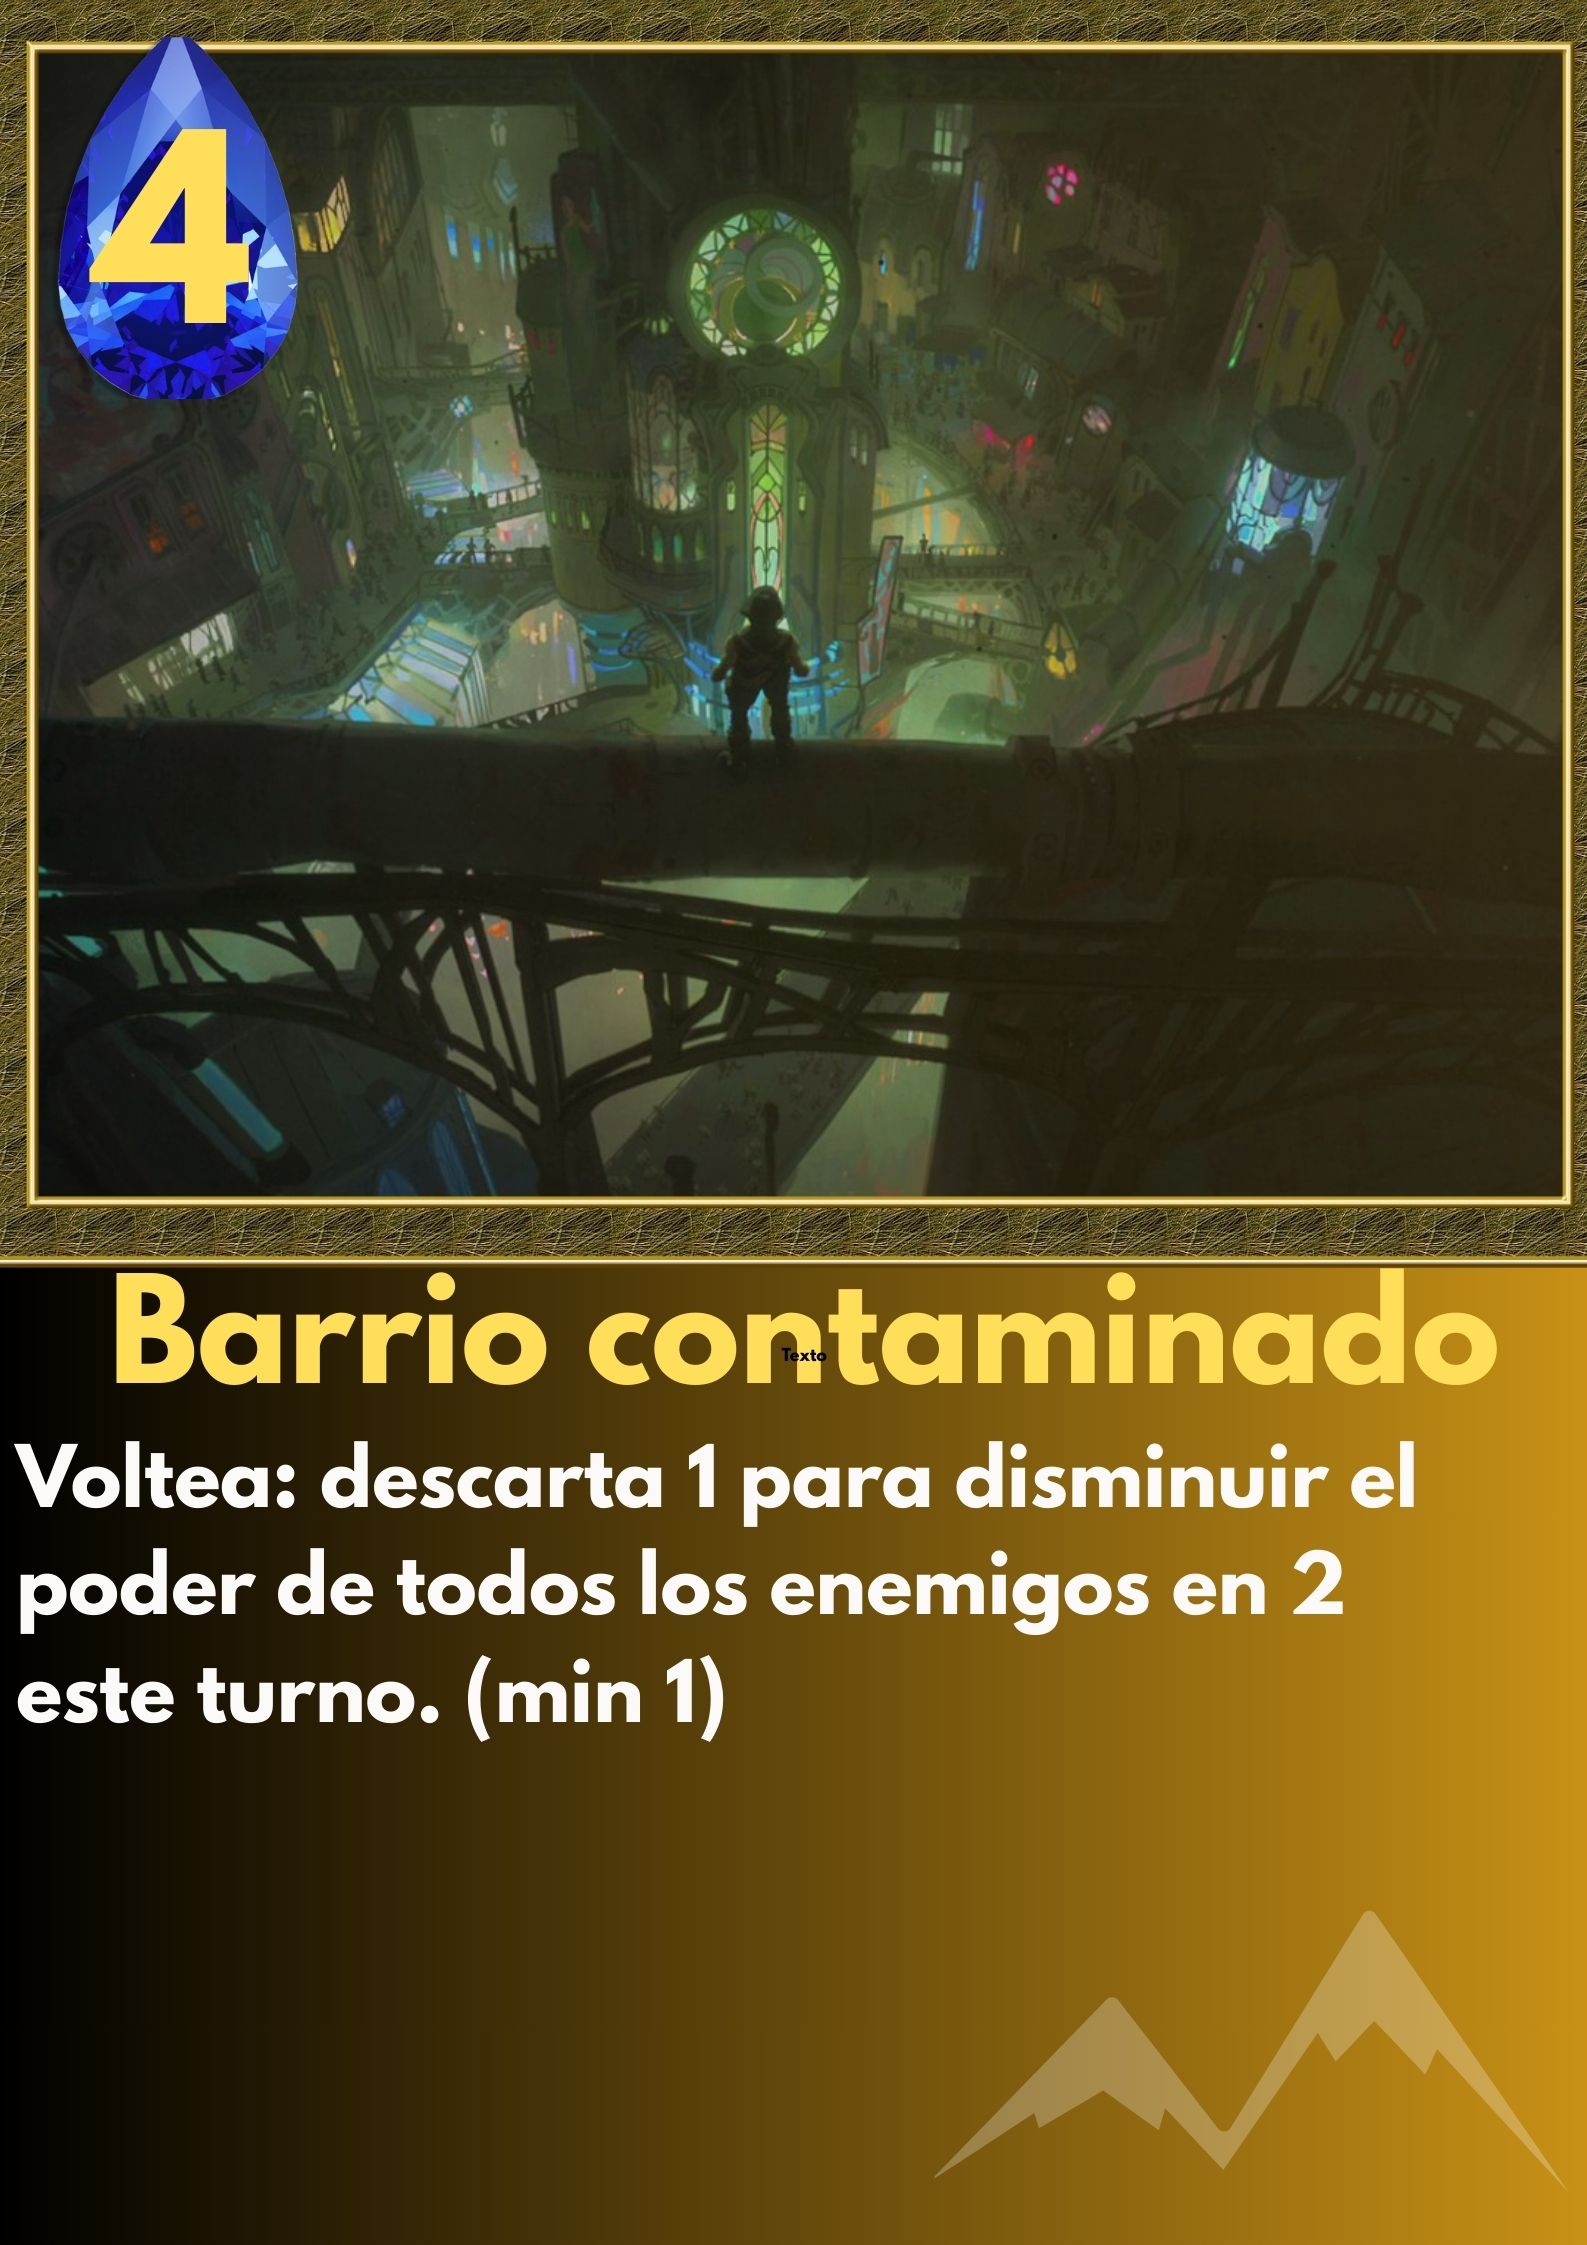 4
Barrio contaminado
Texto
Voltea: descarta 1 para disminuir el
poder de todos los enemigos en 2
este turno. (min 1)